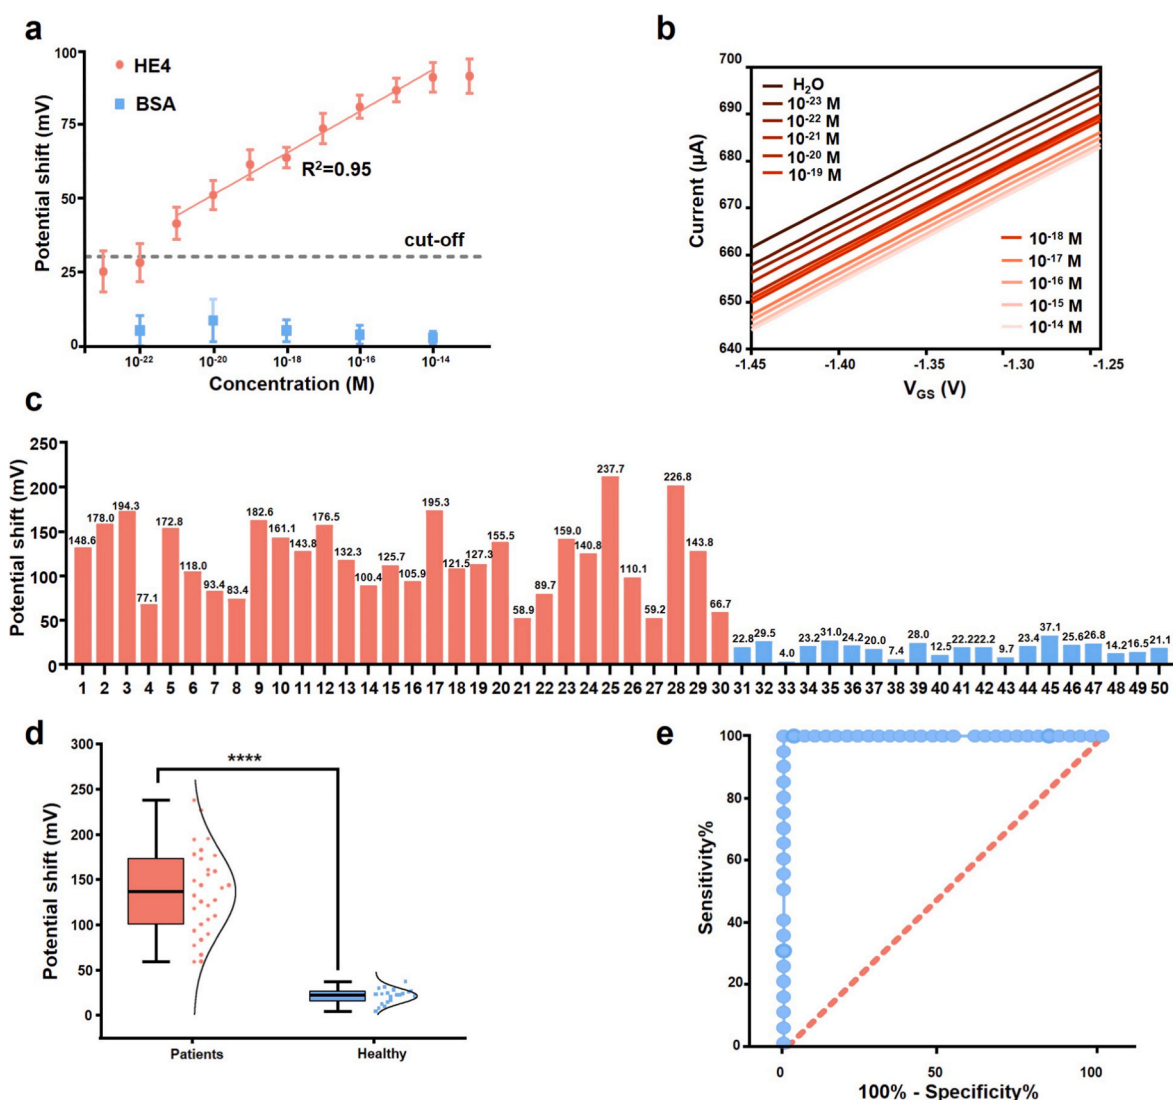 a
HE4
BSA
R²=0.95
cut-off
100
75
50
25
0
Potential shift (mV)
10⁻²² 10⁻²⁰ 10⁻¹⁸ 10⁻¹⁶ 10⁻¹⁴
Concentration (M)
b
H₂O
10⁻²³ M
10⁻²² M
10⁻²¹ M
10⁻²⁰ M
10⁻¹⁹ M
10⁻¹⁸ M
10⁻¹⁷ M
10⁻¹⁶ M
10⁻¹⁵ M
10⁻¹⁴ M
700
690
680
670
660
650
640
Current (µA)
-1.45 -1.40 -1.35 -1.30 -1.25
V_GS (V)
c
250
200
150
100
50
0
Potential shift (mV)
148.6 178.0 194.3 77.1 172.8 118.0 93.4 83.4 182.6 161.1 143.8 176.5 132.3 100.4 125.7 105.9 195.3 121.5 127.3 155.5 58.9 89.7 159.0 140.8 237.7 110.1 59.2 226.8 143.8 66.7 22.8 29.5 4.0 23.2 31.0 24.2 20.0 7.4 28.0 12.5 22.2 22.2 9.7 23.4 37.1 25.6 26.8 14.2 16.5 21.1
1 2 3 4 5 6 7 8 9 10 11 12 13 14 15 16 17 18 19 20 21 22 23 24 25 26 27 28 29 30 31 32 33 34 35 36 37 38 39 40 41 42 43 44 45 46 47 48 49 50
d
300
250
200
150
100
50
0
Potential shift (mV)
****
Patients Healthy
e
100
80
60
40
20
0
Sensitivity%
0 50 100
100% - Specificity%